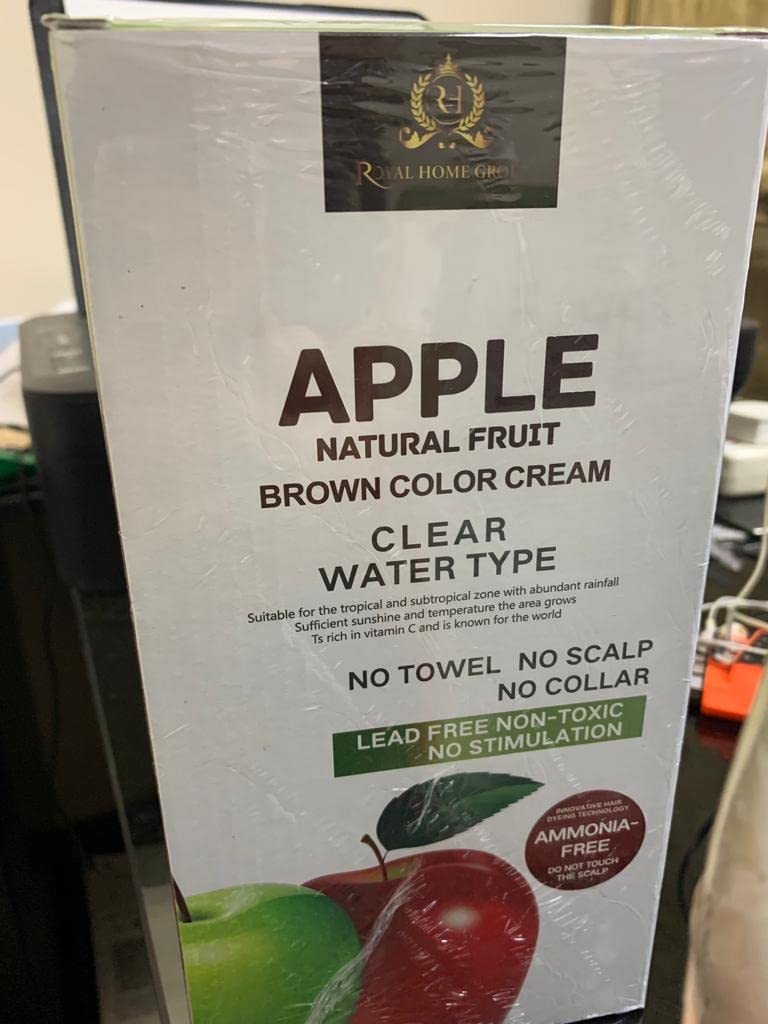 RH
ROYAL HOME GROUP
APPLE
NATURAL FRUIT
BROWN COLOR CREAM
CLEAR
WATER TYPE
Suitable for the tropical and subtropical zone with abundant rainfall
Sufficient sunshine and temperature the area grows
Ts rich in vitamin C and is known for the world
NO TOWEL NO SCALP
NO COLLAR
LEAD FREE NON-TOXIC
NO STIMULATION
INNOVATIVE HAIR
DYEING TECHNOLOGY
AMMONIA-
FREE
DO NOT TOUCH
THE SCALP